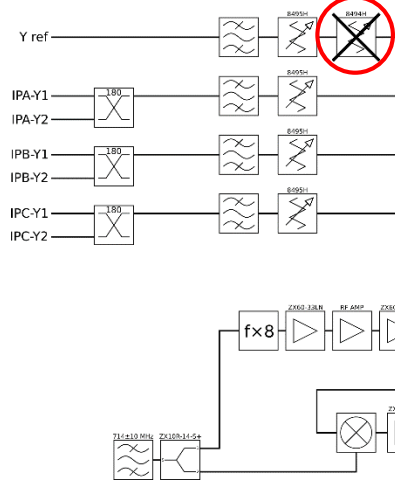 8495H
8494H
Y ref
8495H
IPA-Y1
180
IPA-Y2
8495H
IPB-Y1
180
IPB-Y2
8495H
IPC-Y1
180
IPC-Y2
ZX60-33LN
RF AMP
f×8
714±10 MHz
ZX10R-14-S+